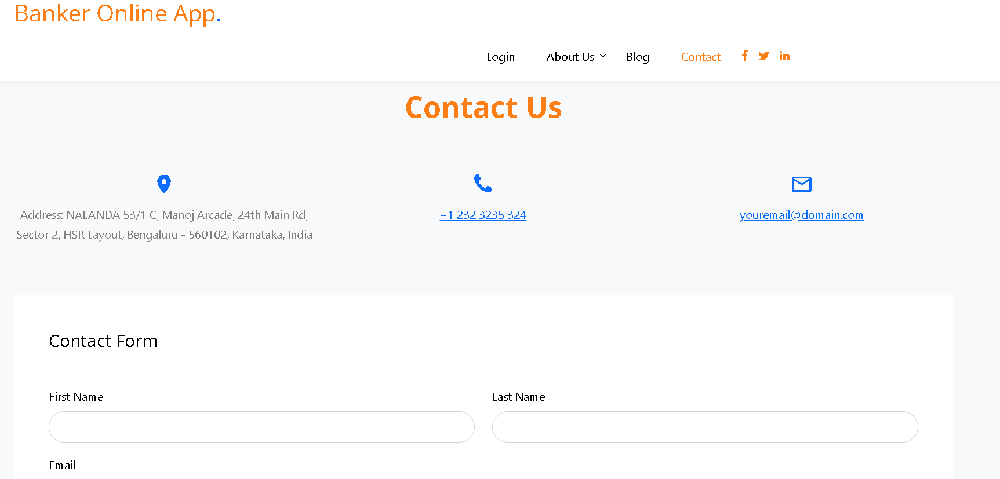 Banker Online App.
Login About Us Blog Contact
Contact Us
Address: NALANDA 53/1 C, Manoj Arcade, 24th Main Rd,
Sector 2, HSR Layout, Bengaluru - 560102, Karnataka, India
+1 232 3235 324
youremail@domain.com
Contact Form
First Name
Last Name
Email